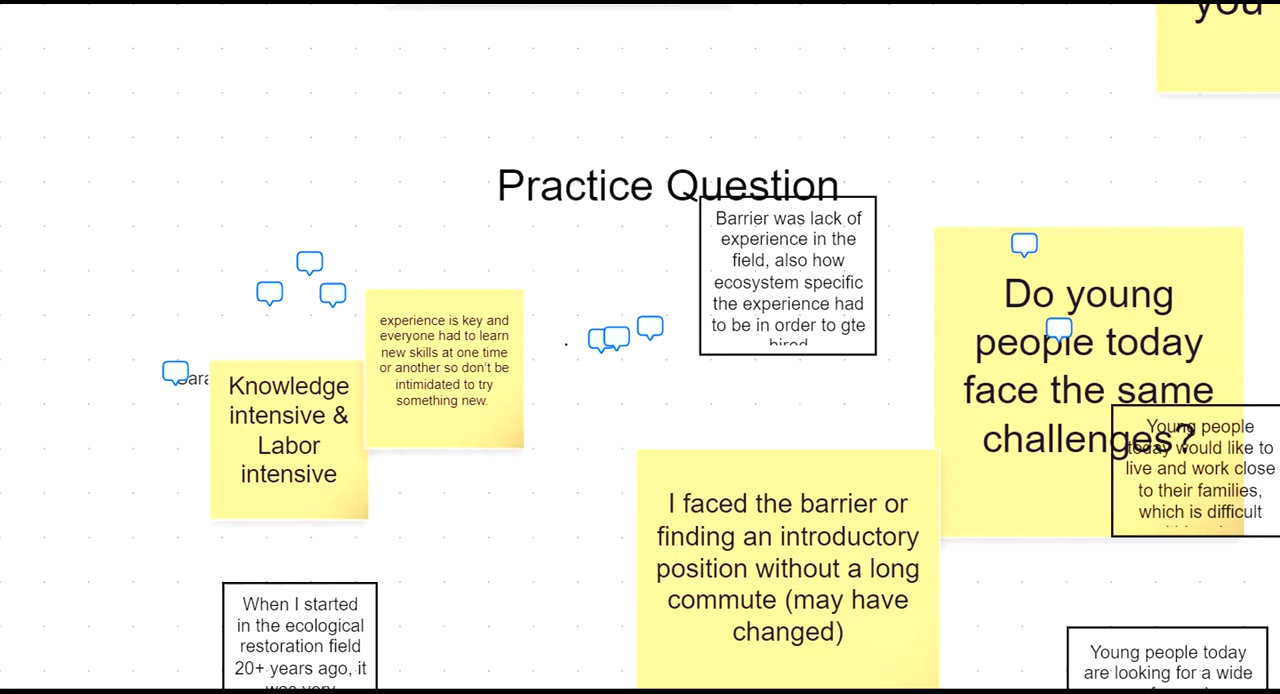 you
Practice Question
Barrier was lack of
experience in the
field, also how
ecosystem specific
the experience had
to be in order to gte
hired
experience is key and
everyone had to learn
new skills at one time
or another so don't be
intimidated to try
something new.
Knowledge
intensive &
Labor
intensive
Do young
people today
face the same
challenges?
Young people
today would like to
live and work close
to their families,
which is difficult
I faced the barrier or
finding an introductory
position without a long
commute (may have
changed)
When I started
in the ecological
restoration field
20+ years ago, it
was very
Young people today
are looking for a wide